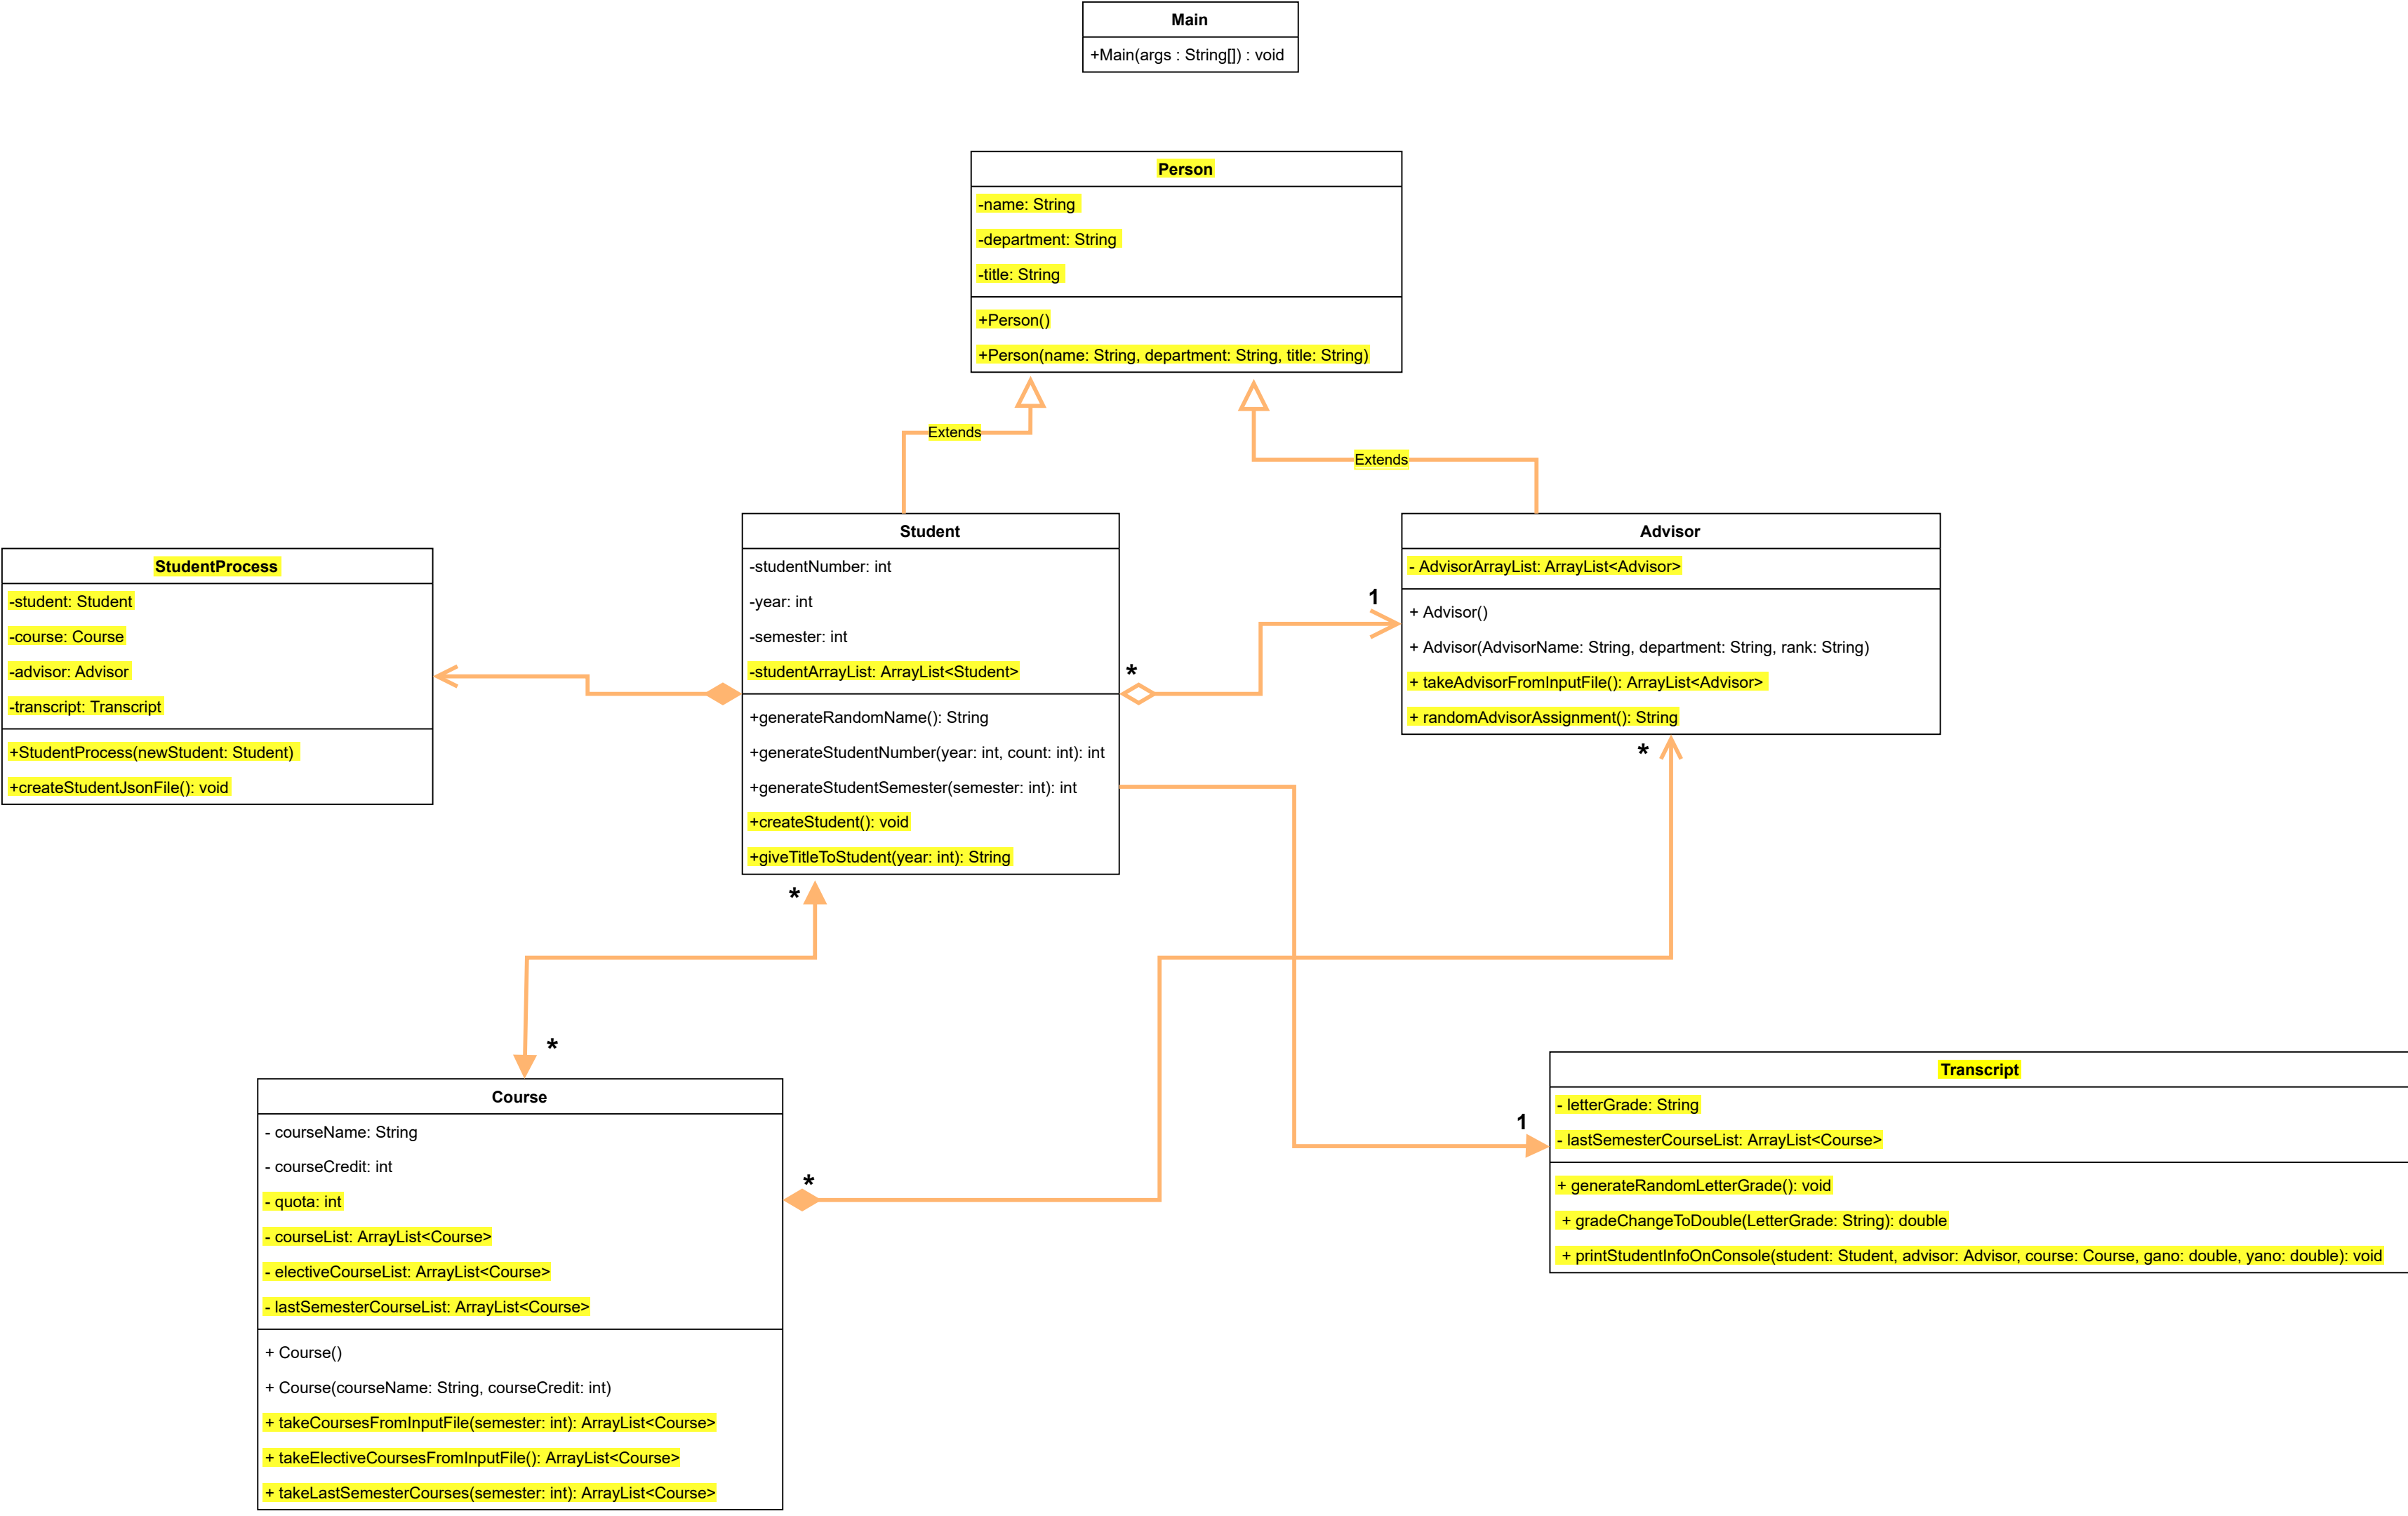 Main
+Main(args : String[]) : void
Person
-name: String
-department: String
-title: String
+Person()
+Person(name: String, department: String, title: String)
Extends
Extends
StudentProcess
-student: Student
-course: Course
-advisor: Advisor
-transcript: Transcript
+StudentProcess(newStudent: Student)
+createStudentJsonFile(): void
Student
-studentNumber: int
-year: int
-semester: int
-studentArrayList: ArrayList<Student>
+generateRandomName(): String
+generateStudentNumber(year: int, count: int): int
+generateStudentSemester(semester: int): int
+createStudent(): void
+giveTitleToStudent(year: int): String
*
1
Advisor
- AdvisorArrayList: ArrayList<Advisor>
+ Advisor()
+ Advisor(AdvisorName: String, department: String, rank: String)
+ takeAdvisorFromInputFile(): ArrayList<Advisor>
+ randomAdvisorAssignment(): String
*
*
*
Course
- courseName: String
- courseCredit: int
- quota: int
- courseList: ArrayList<Course>
- electiveCourseList: ArrayList<Course>
- lastSemesterCourseList: ArrayList<Course>
+ Course()
+ Course(courseName: String, courseCredit: int)
+ takeCoursesFromInputFile(semester: int): ArrayList<Course>
+ takeElectiveCoursesFromInputFile(): ArrayList<Course>
+ takeLastSemesterCourses(semester: int): ArrayList<Course>
*
1
Transcript
- letterGrade: String
- lastSemesterCourseList: ArrayList<Course>
+ generateRandomLetterGrade(): void
+ gradeChangeToDouble(LetterGrade: String): double
+ printStudentInfoOnConsole(student: Student, advisor: Advisor, course: Course, gano: double, yano: double): void